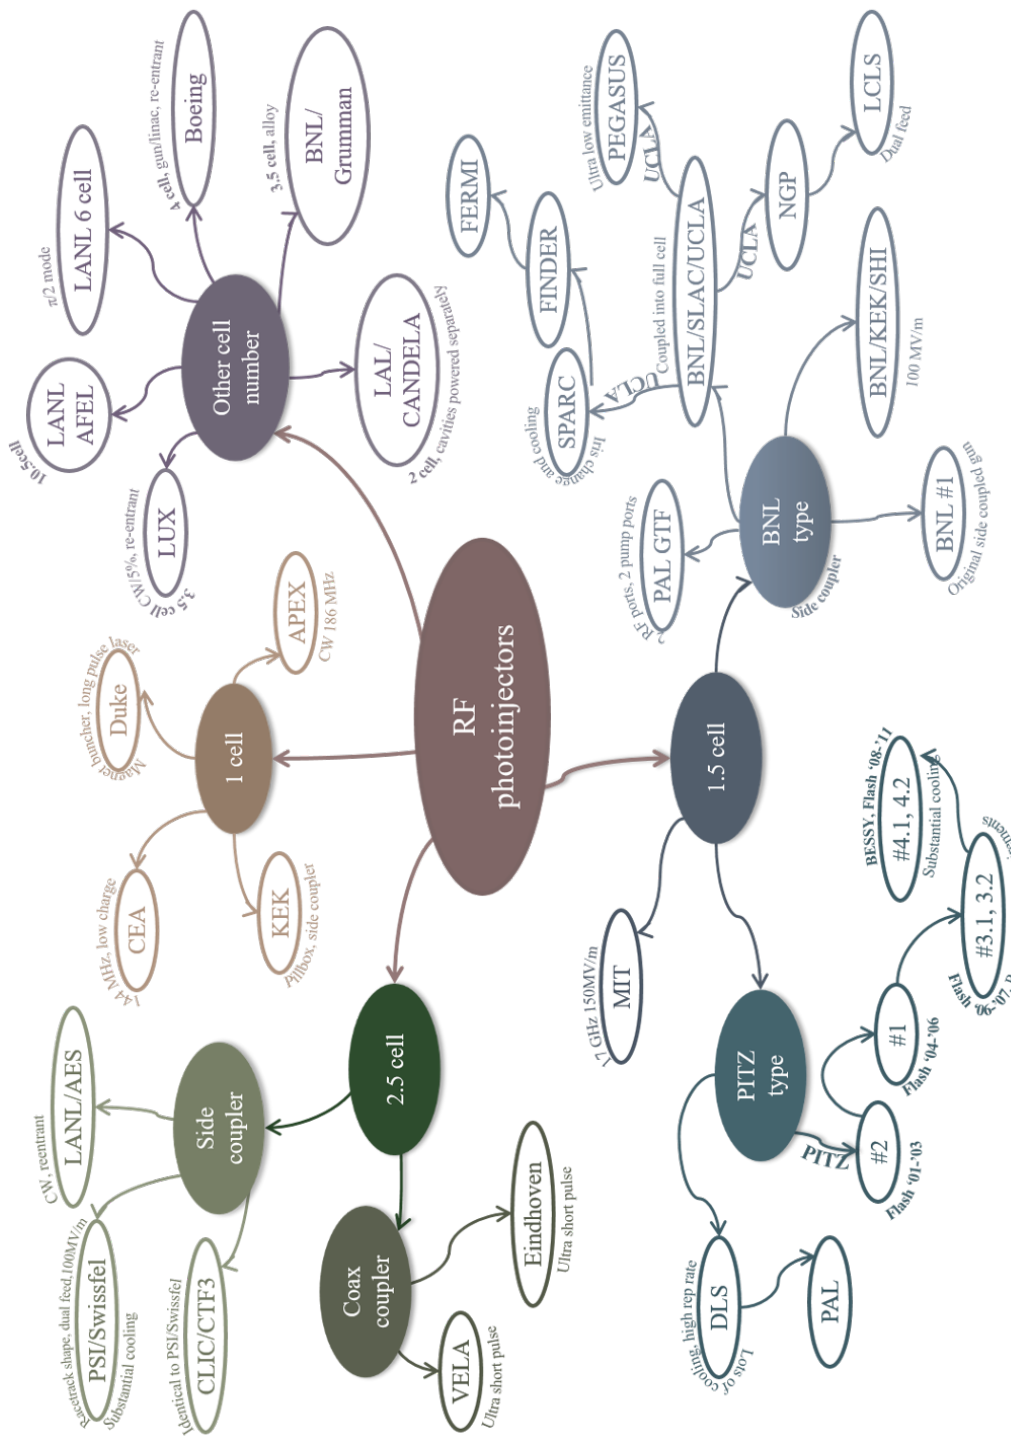 RF
photoinjectors
Other cell
number
10.5cell
LANL
AFEL
π/2 mode
LANL 6 cell
4 cell, gun/linac, re-entrant
Boeing
3.5 cell, alloy
BNL/
Grumman
LAL/
CANDELA
2 cell, cavities powered separately
LUX
3.5 cell CW/5%, re-entrant
1 cell
Duke
Magnet buncher, long pulse laser
APEX
CW 186 MHz
CEA
144 MHz, low charge
KEK
Pillbox, side coupler
2.5 cell
Side
coupler
CW, reentrant
LANL/AES
Racetrack shape, dual feed,100MV/m
PSI/Swissfel
Substantial cooling
Identical to PSI/Swissfel
CLIC/CTF3
Coax
coupler
VELA
Ultra short pulse
Eindhoven
Ultra short pulse
1.5 cell
17 GHz 150MV/m
MIT
PITZ
type
DLS
Lots of cooling, high rep rate
PAL
PITZ
#2
Flash ‘01-’03
#1
Flash ‘04-’06
#3.1, 3.2
Flash ‘06-’07,
BESSY, Flash ‘08-’11
#4.1, 4.2
Substantial cooling
BNL
type
Side coupler
2 RF ports, 2 pump ports
PAL GTF
BNL #1
Original side coupled gun
BNL/KEK/SHI
100 MV/m
Coupled into full cell
BNL/SLAC/UCLA
UCLA
SPARC
Iris change and cooling
FINDER
FERMI
UCLA
Ultra low emittance
PEGASUS
UCLA
NGP
LCLS
Dual feed